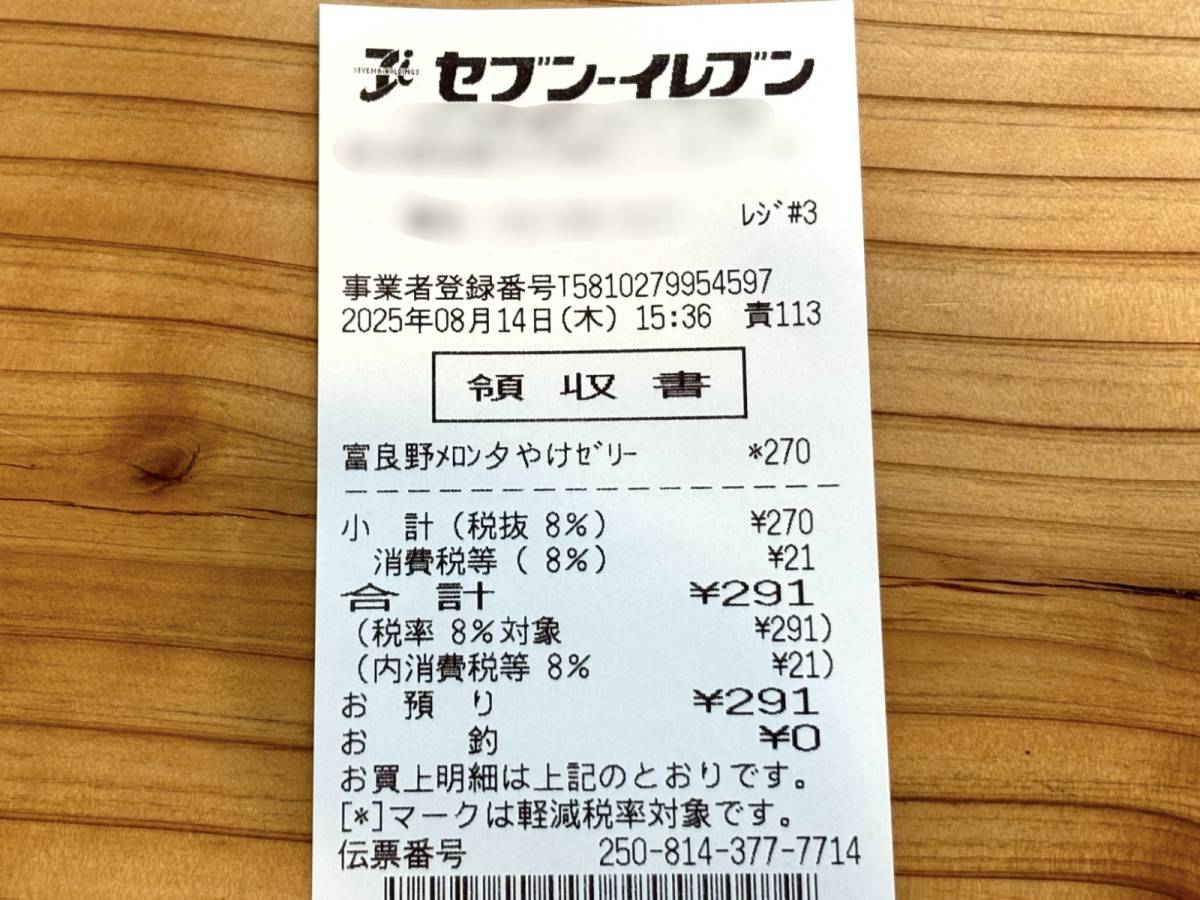 SEVEN&i HOLDINGS セブン-イレブン
レジ#3
事業者登録番号T5810279954597
2025年08月14日(木) 15:36 責113
領収書
富良野メロン夕やけゼリー *270
小 計(税抜 8%) ¥270
消費税等( 8%) ¥21
合 計 ¥291
(税率 8%対象 ¥291)
(内消費税等 8% ¥21)
お 預 り ¥291
お 釣 ¥0
お買上明細は上記のとおりです。
[*]マークは軽減税率対象です。
伝票番号 250-814-377-7714